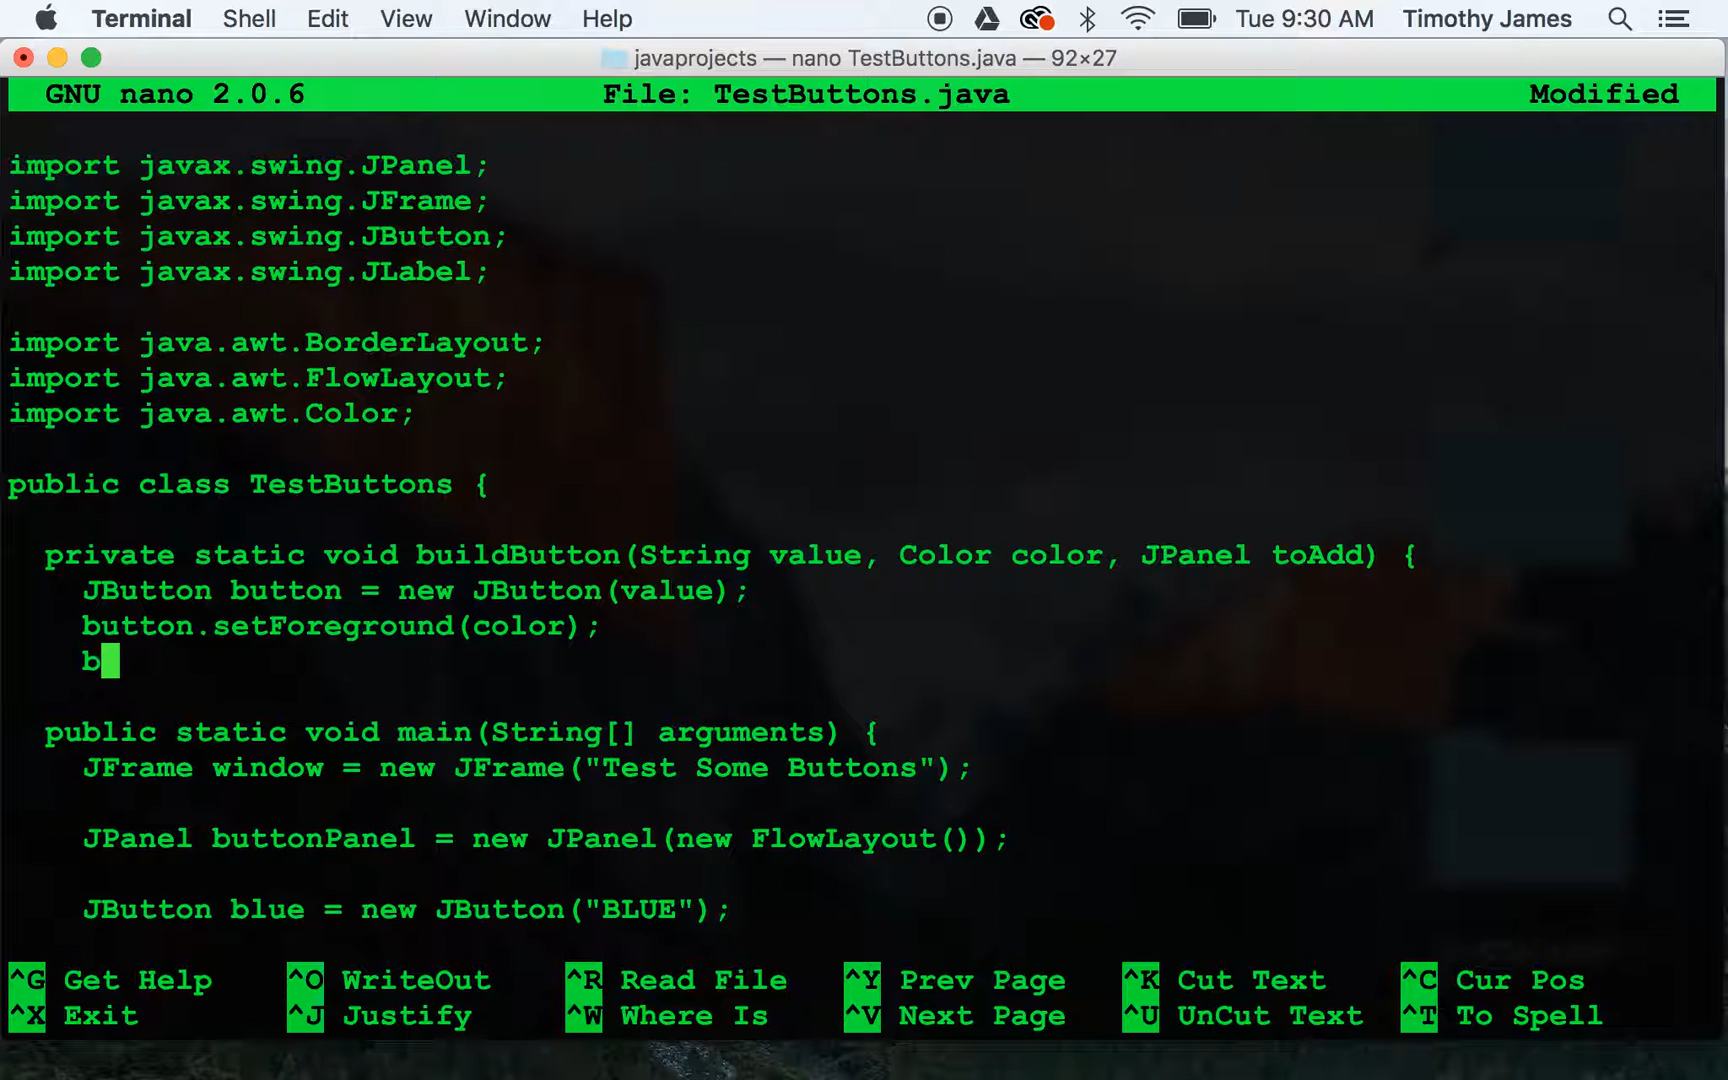 Terminal Shell Edit View Window Help Tue 9:30 AM Timothy James
javaprojects — nano TestButtons.java — 92×27
GNU nano 2.0.6 File: TestButtons.java Modified
import javax.swing.JPanel;
import javax.swing.JFrame;
import javax.swing.JButton;
import javax.swing.JLabel;
import java.awt.BorderLayout;
import java.awt.FlowLayout;
import java.awt.Color;
public class TestButtons {
private static void buildButton(String value, Color color, JPanel toAdd) {
JButton button = new JButton(value);
button.setForeground(color);
b
public static void main(String[] arguments) {
JFrame window = new JFrame("Test Some Buttons");
JPanel buttonPanel = new JPanel(new FlowLayout());
JButton blue = new JButton("BLUE");
^G Get Help ^O WriteOut ^R Read File ^Y Prev Page ^K Cut Text ^C Cur Pos
^X Exit ^J Justify ^W Where Is ^V Next Page ^U UnCut Text ^T To Spell